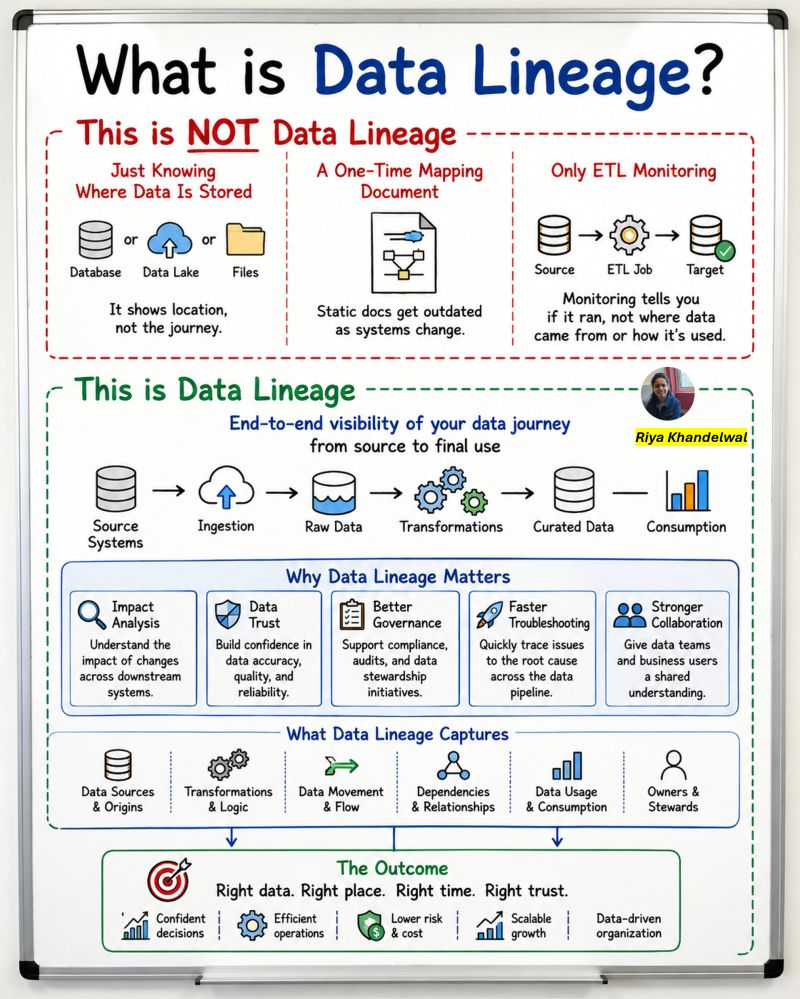 What is Data Lineage?
This is NOT Data Lineage
Just Knowing
Where Data Is Stored
Database
or
Data Lake
or
Files
It shows location,
not the journey.
A One-Time Mapping
Document
Static docs get outdated
as systems change.
Only ETL Monitoring
Source
ETL Job
Target
Monitoring tells you
if it ran, not where data
came from or how it's used.
This is Data Lineage
Riya Khandelwal
End-to-end visibility of your data journey
from source to final use
Source
Systems
Ingestion
Raw Data
Transformations
Curated Data
Consumption
Why Data Lineage Matters
Impact
Analysis
Understand the
impact of changes
across downstream
systems.
Data
Trust
Build confidence in
data accuracy,
quality, and
reliability.
Better
Governance
Support compliance,
audits, and data
stewardship
initiatives.
Faster
Troubleshooting
Quickly trace issues
to the root cause
across the data
pipeline.
Stronger
Collaboration
Give data teams
and business users
a shared
understanding.
What Data Lineage Captures
Data Sources
& Origins
Transformations
& Logic
Data Movement
& Flow
Dependencies
& Relationships
Data Usage
& Consumption
Owners &
Stewards
The Outcome
Right data. Right place. Right time. Right trust.
Confident
decisions
Efficient
operations
$
Lower risk
& cost
Scalable
growth
Data-driven
organization